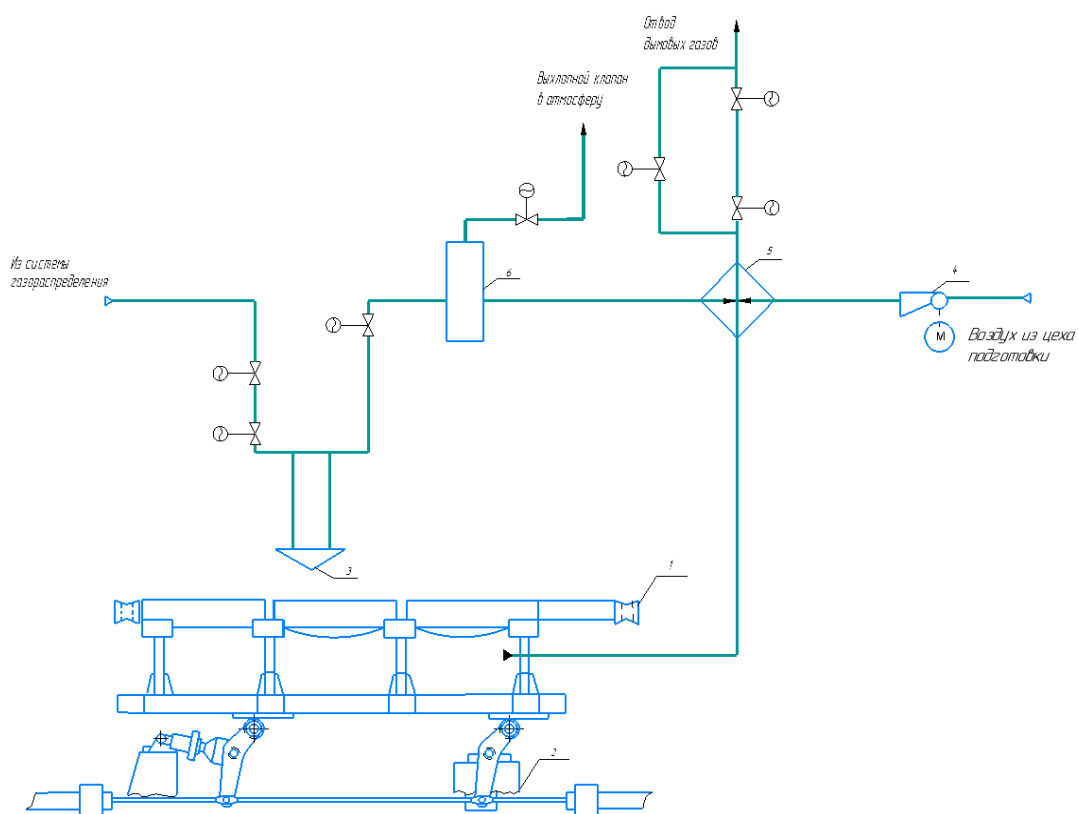 Отвод
дымовых газов
Выхлопной клапан
в атмосферу
Из системы
газораспределения
5
6
4
М
Воздух из цеха
подготовки
3
1
2